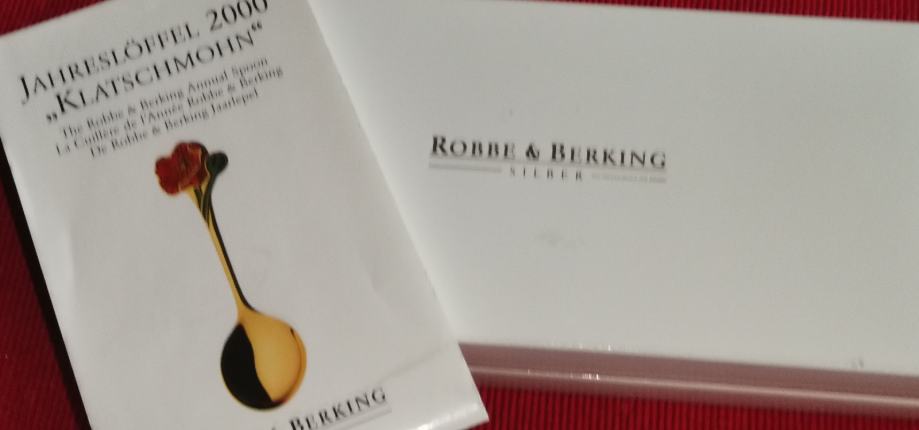 JAHRESLÖFFEL 2000
„KLATSCHMOHN“
The Robbe & Berking Annual Spoon
La Cuillère de l'Année Robbe & Berking
De Robbe & Berking Jaarlepel
& BERKING
ROBBE & BERKING
SILBER